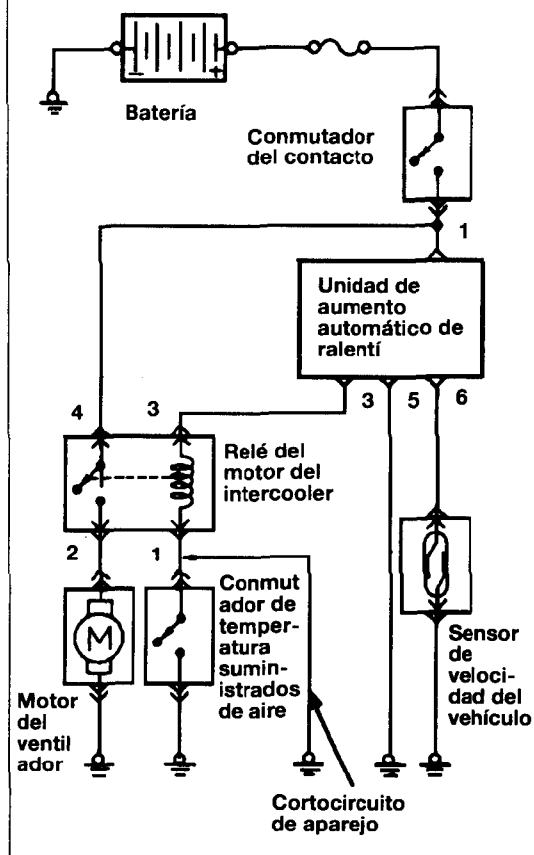 Batería
Conmutador
del contacto
1
Unidad de
aumento
automático de
ralentí
4
3
3
5
6
Relé del
motor del
intercooler
2
1
M
Conmut
ador de
temper-
atura
sumin-
istrados
de aire
Motor
del
ventil
ador
Sensor
de
veloci-
dad del
vehículo
Cortocircuito
de aparejo